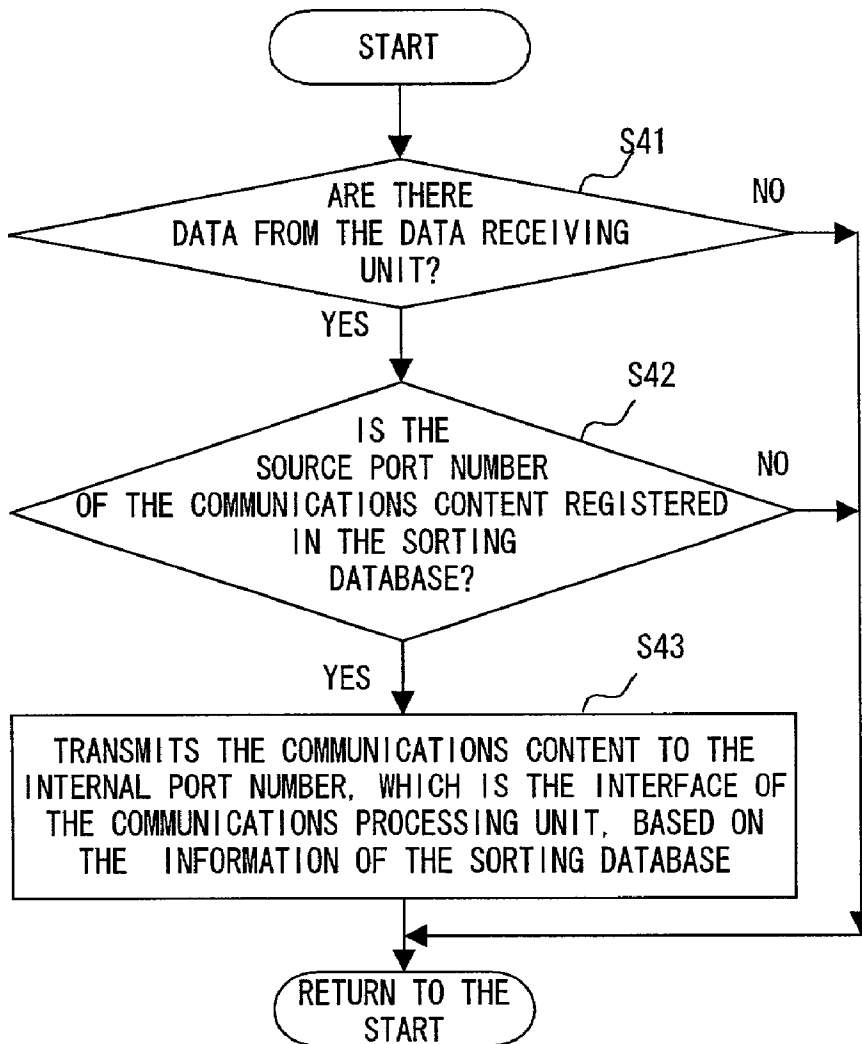 START
S41
ARE THERE
NO
DATA FROM THE DATA RECEIVING
UNIT?
YES
S42
IS THE
SOURCE PORT NUMBER
NO
OF THE COMMUNICATIONS CONTENT REGISTERED
IN THE SORTING
DATABASE?
YES
S43
TRANSMITS THE COMMUNICATIONS CONTENT TO THE
INTERNAL PORT NUMBER, WHICH IS THE INTERFACE OF
THE COMMUNICATIONS PROCESSING UNIT, BASED ON
THE INFORMATION OF THE SORTING DATABASE
RETURN TO THE
START